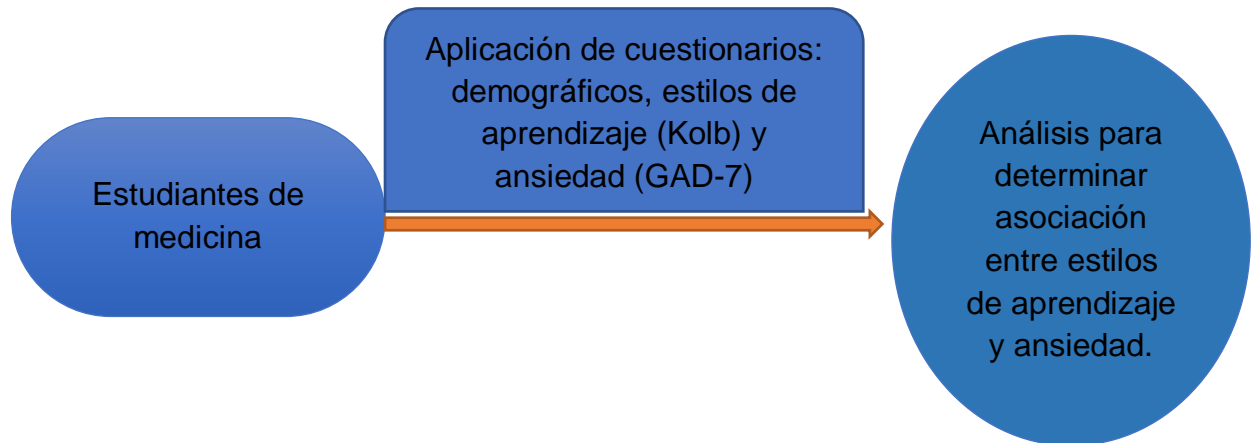 Estudiantes de
medicina
Aplicación de cuestionarios:
demográficos, estilos de
aprendizaje (Kolb) y
ansiedad (GAD-7)
Análisis para
determinar
asociación
entre estilos
de aprendizaje
y ansiedad.